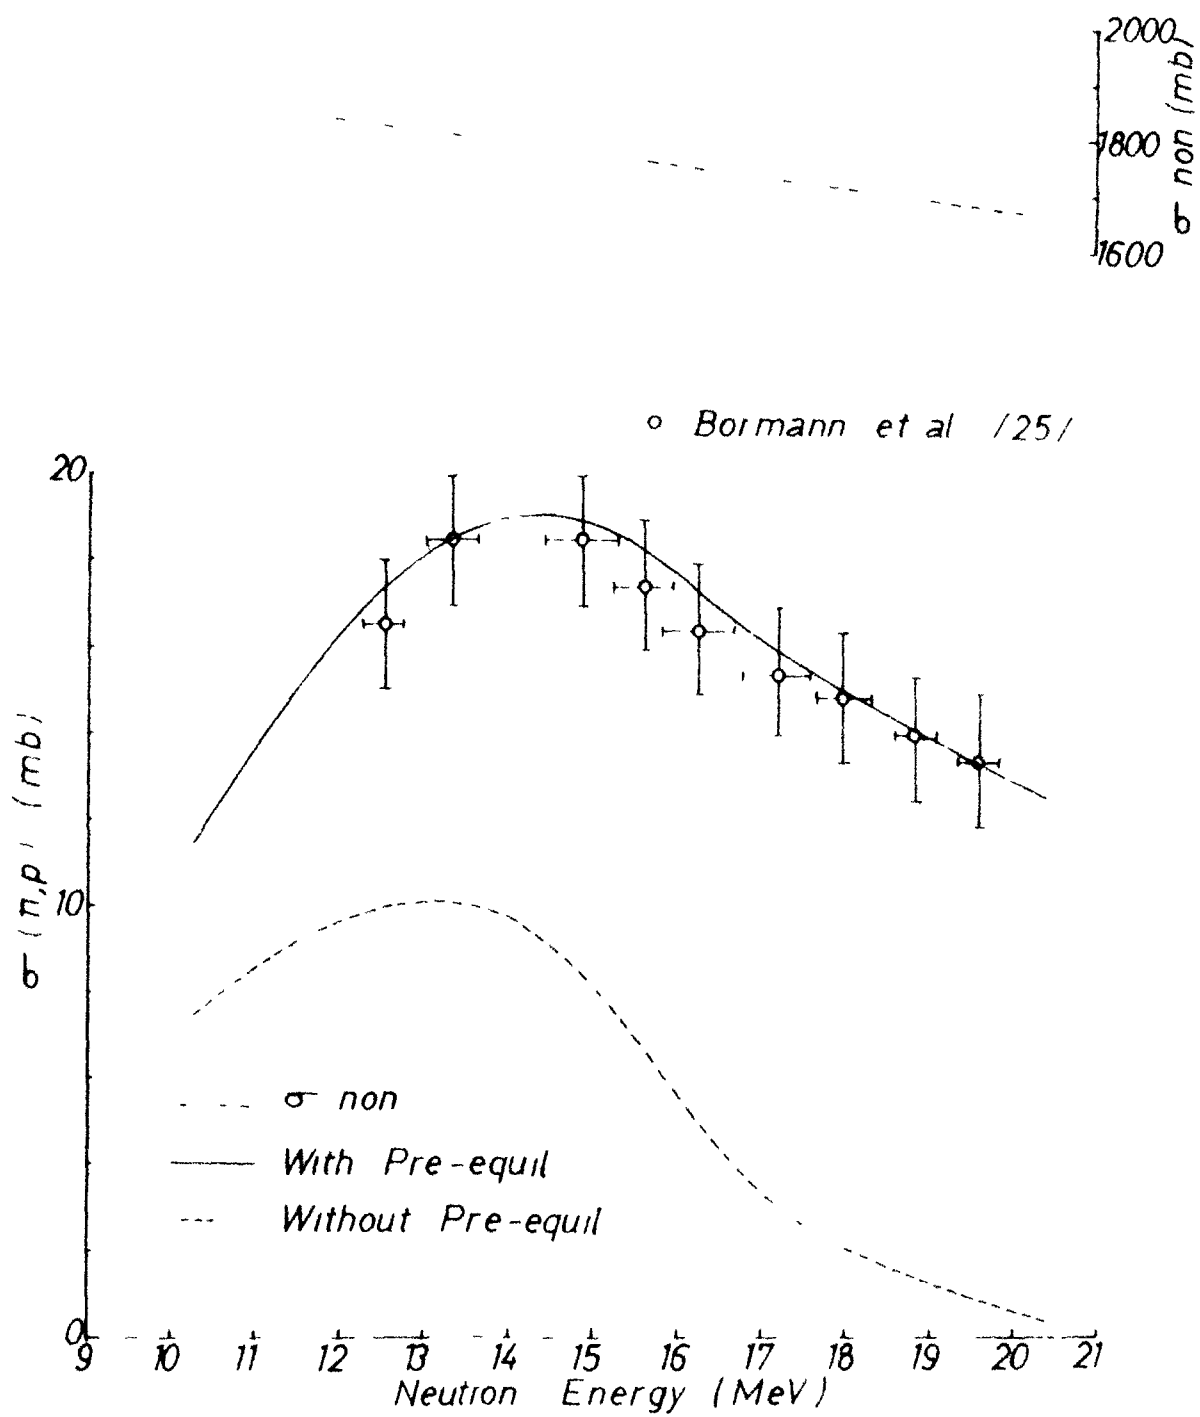 2000
σ non (mb)
1800
1600
o Bormann et al /25/
20
σ (n,p) (mb)
10
σ non
With Pre-equil
Without Pre-equil
0
9 10 11 12 13 14 15 16 17 18 19 20 21
Neutron Energy (MeV)